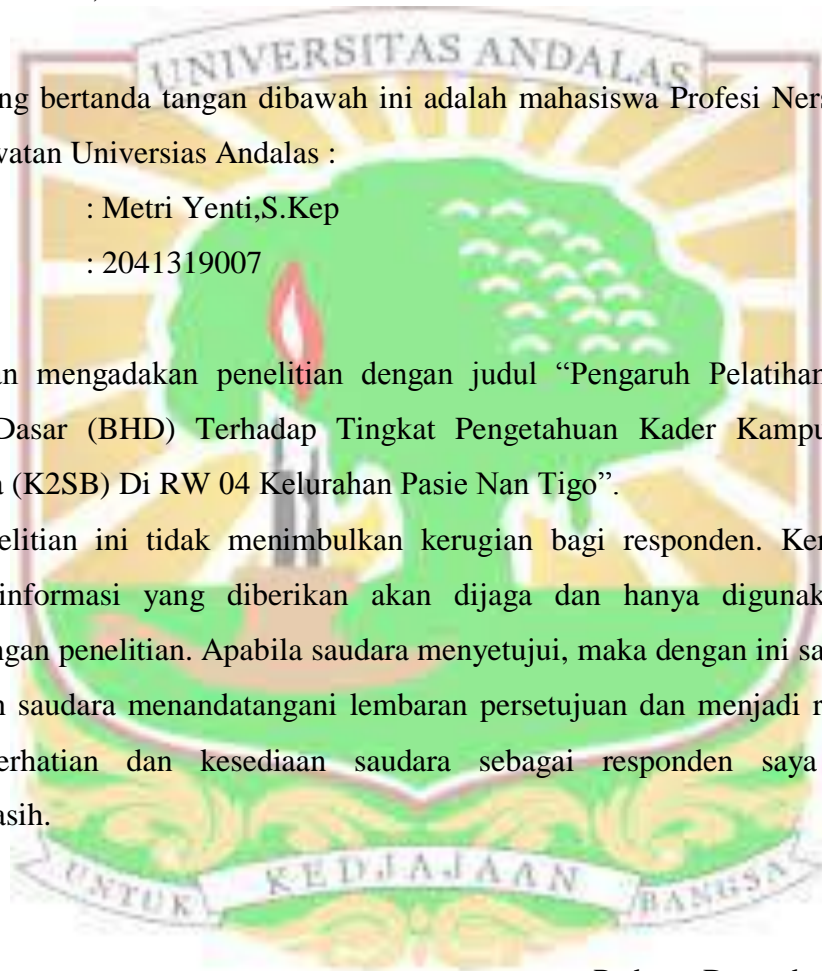 UNIVERSITAS ANDALAS
ng bertanda tangan dibawah ini adalah mahasiswa Profesi Ners
watan Universias Andalas :
: Metri Yenti,S.Kep
: 2041319007
n mengadakan penelitian dengan judul “Pengaruh Pelatihan
Dasar (BHD) Terhadap Tingkat Pengetahuan Kader Kampu
a (K2SB) Di RW 04 Kelurahan Pasie Nan Tigo”.
elitian ini tidak menimbulkan kerugian bagi responden. Ker
informasi yang diberikan akan dijaga dan hanya digunak
ngan penelitian. Apabila saudara menyetujui, maka dengan ini sa
n saudara menandatangani lembaran persetujuan dan menjadi r
erhatian dan kesediaan saudara sebagai responden saya
asih.
UNTUK KEDJAJAAN BANGSA